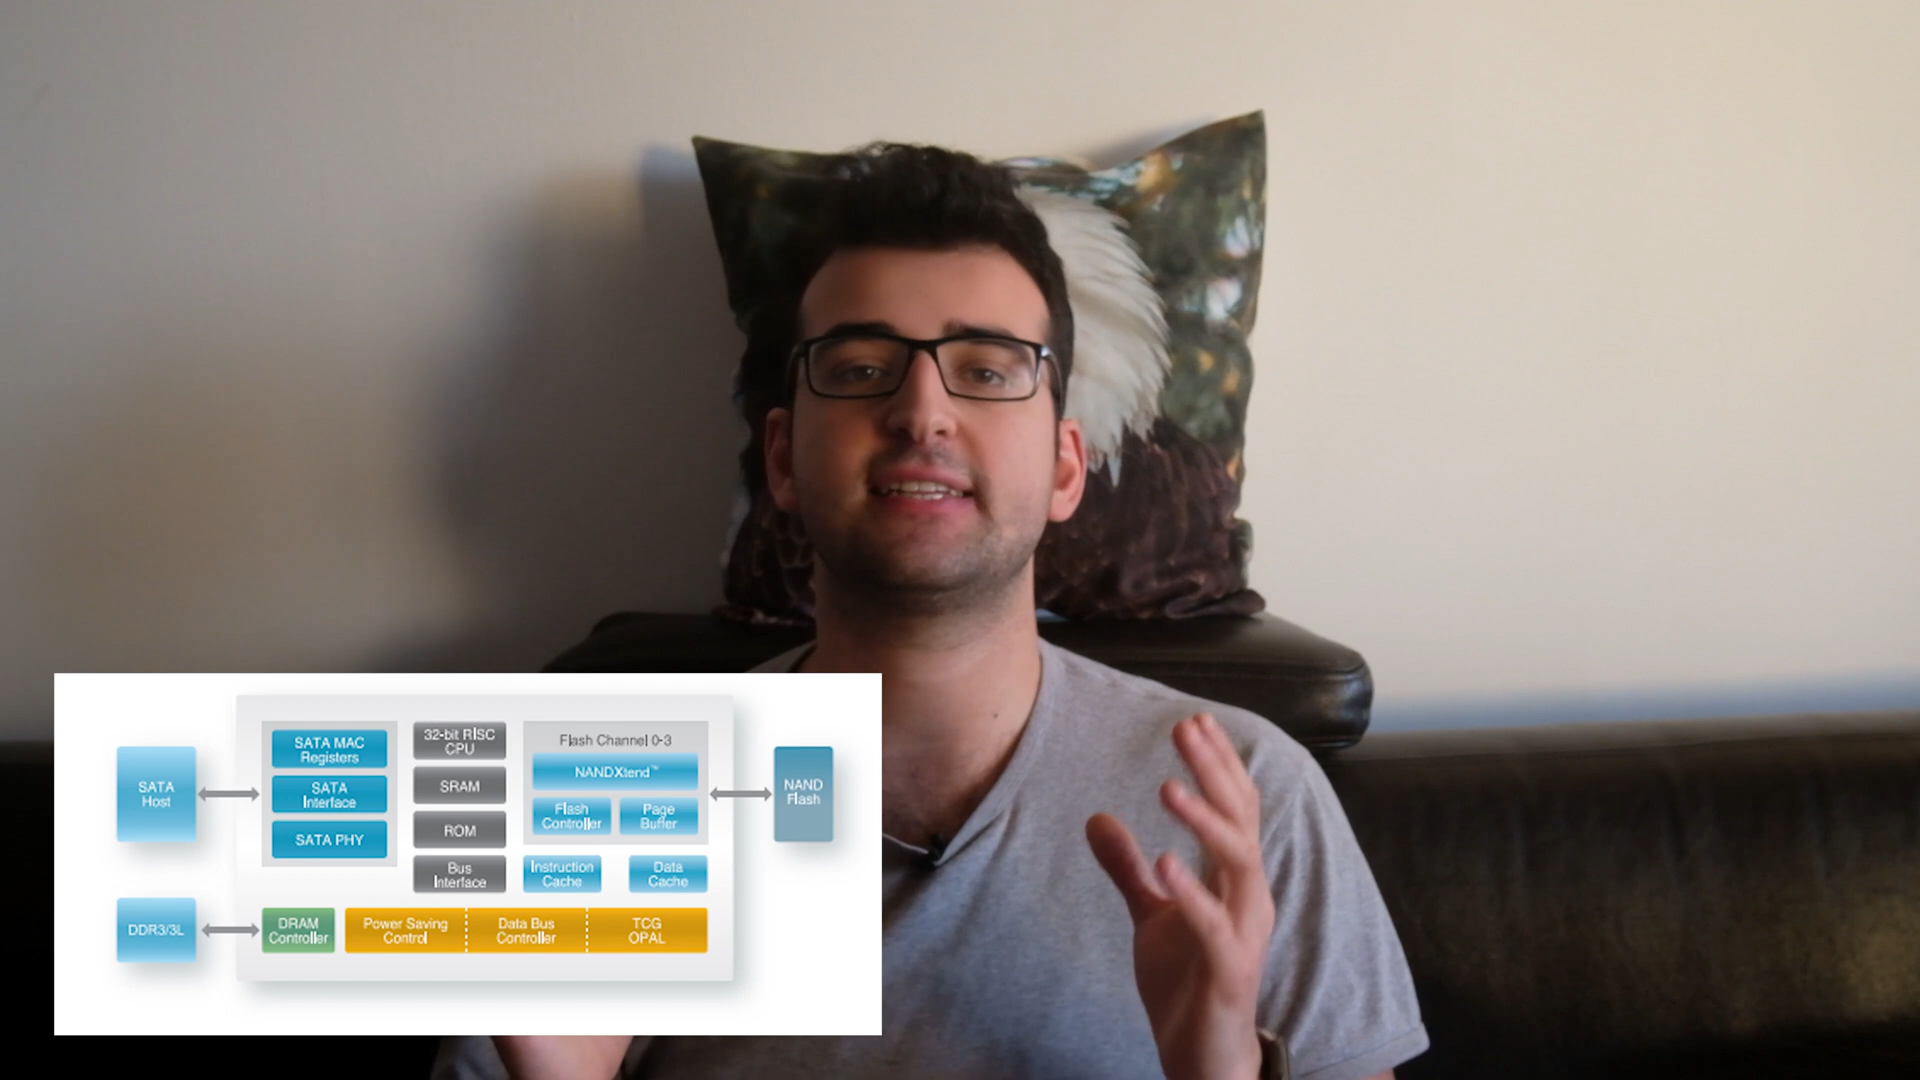 SATA
Host
DDR3/3L
SATA MAC
Registers
SATA
Interface
SATA PHY
32-bit RISC
CPU
SRAM
ROM
Bus
Interface
Flash Channel 0-3
NANDXtend™
Flash
Controller
Page
Buffer
Instruction
Cache
Data
Cache
DRAM
Controller
Power Saving
Control
Data Bus
Controller
TCG
OPAL
NAND
Flash